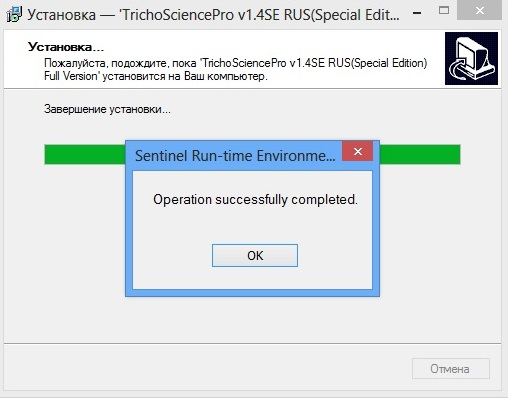 Установка — 'TrichoSciencePro v1.4SE RUS(Special Edit...
Установка...
Пожалуйста, подождите, пока 'TrichoSciencePro v1.4SE RUS(Special Edition)
Full Version' установится на Ваш компьютер.
Завершение установки...
Sentinel Run-time Environme...
Operation successfully completed.
OK
Отмена